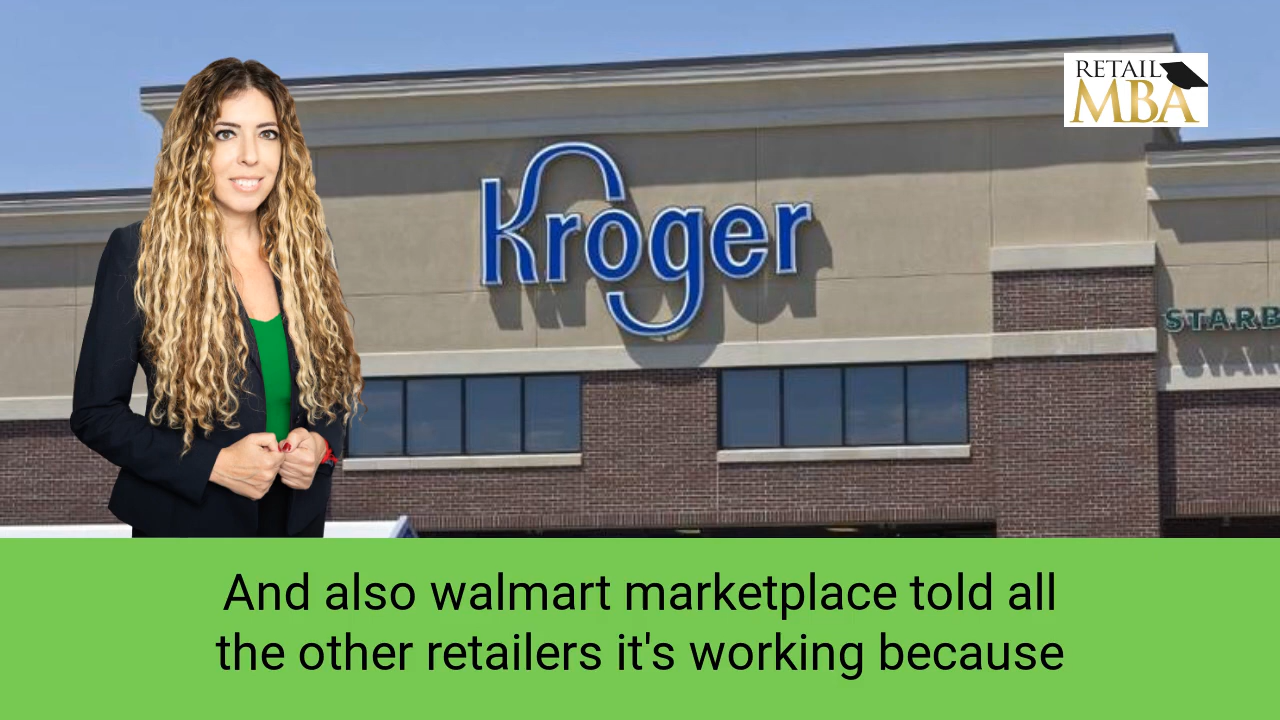 RETAIL
MBA
Kroger
STARB
And also walmart marketplace told all
the other retailers it's working because